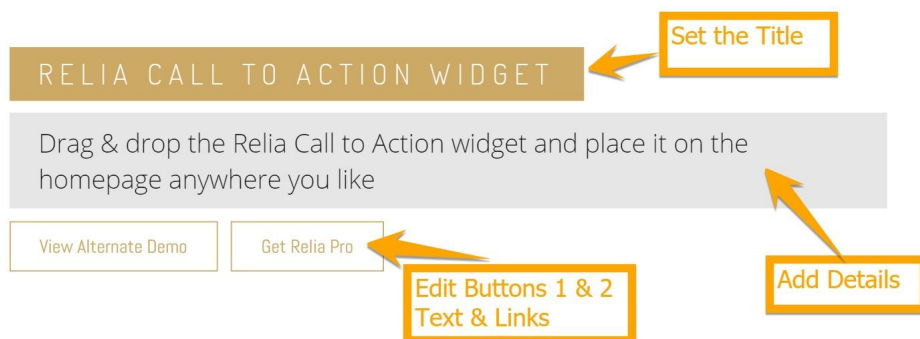 Set the Title
RELIA CALL TO ACTION WIDGET
Drag & drop the Relia Call to Action widget and place it on the
homepage anywhere you like
View Alternate Demo
Get Relia Pro
Edit Buttons 1 & 2
Text & Links
Add Details